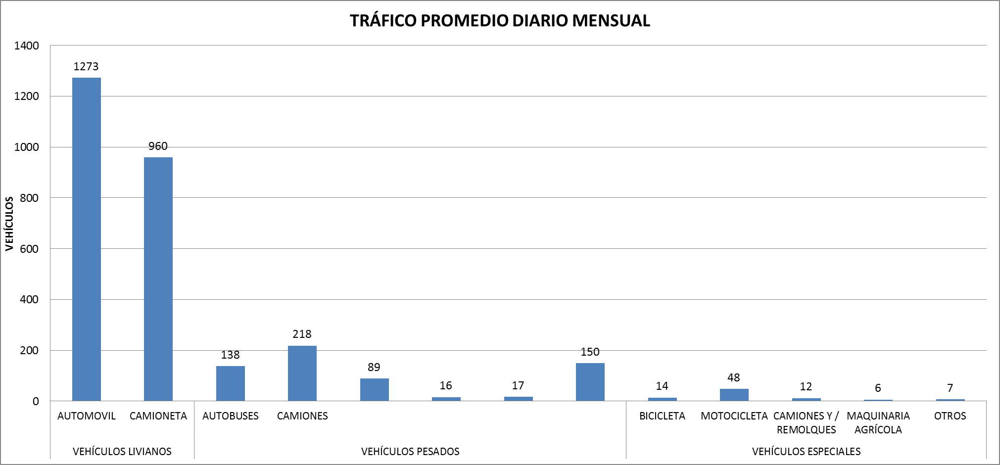 TRÁFICO PROMEDIO DIARIO MENSUAL
VEHÍCULOS
1400
1200
1000
800
600
400
200
0
1273
960
138
218
89
16
17
150
14
48
12
6
7
AUTOMOVIL
CAMIONETA
AUTOBUSES
CAMIONES
BICICLETA
MOTOCICLETA
CAMIONES Y /
REMOLQUES
MAQUINARIA
AGRÍCOLA
OTROS
VEHÍCULOS LIVIANOS
VEHÍCULOS PESADOS
VEHÍCULOS ESPECIALES